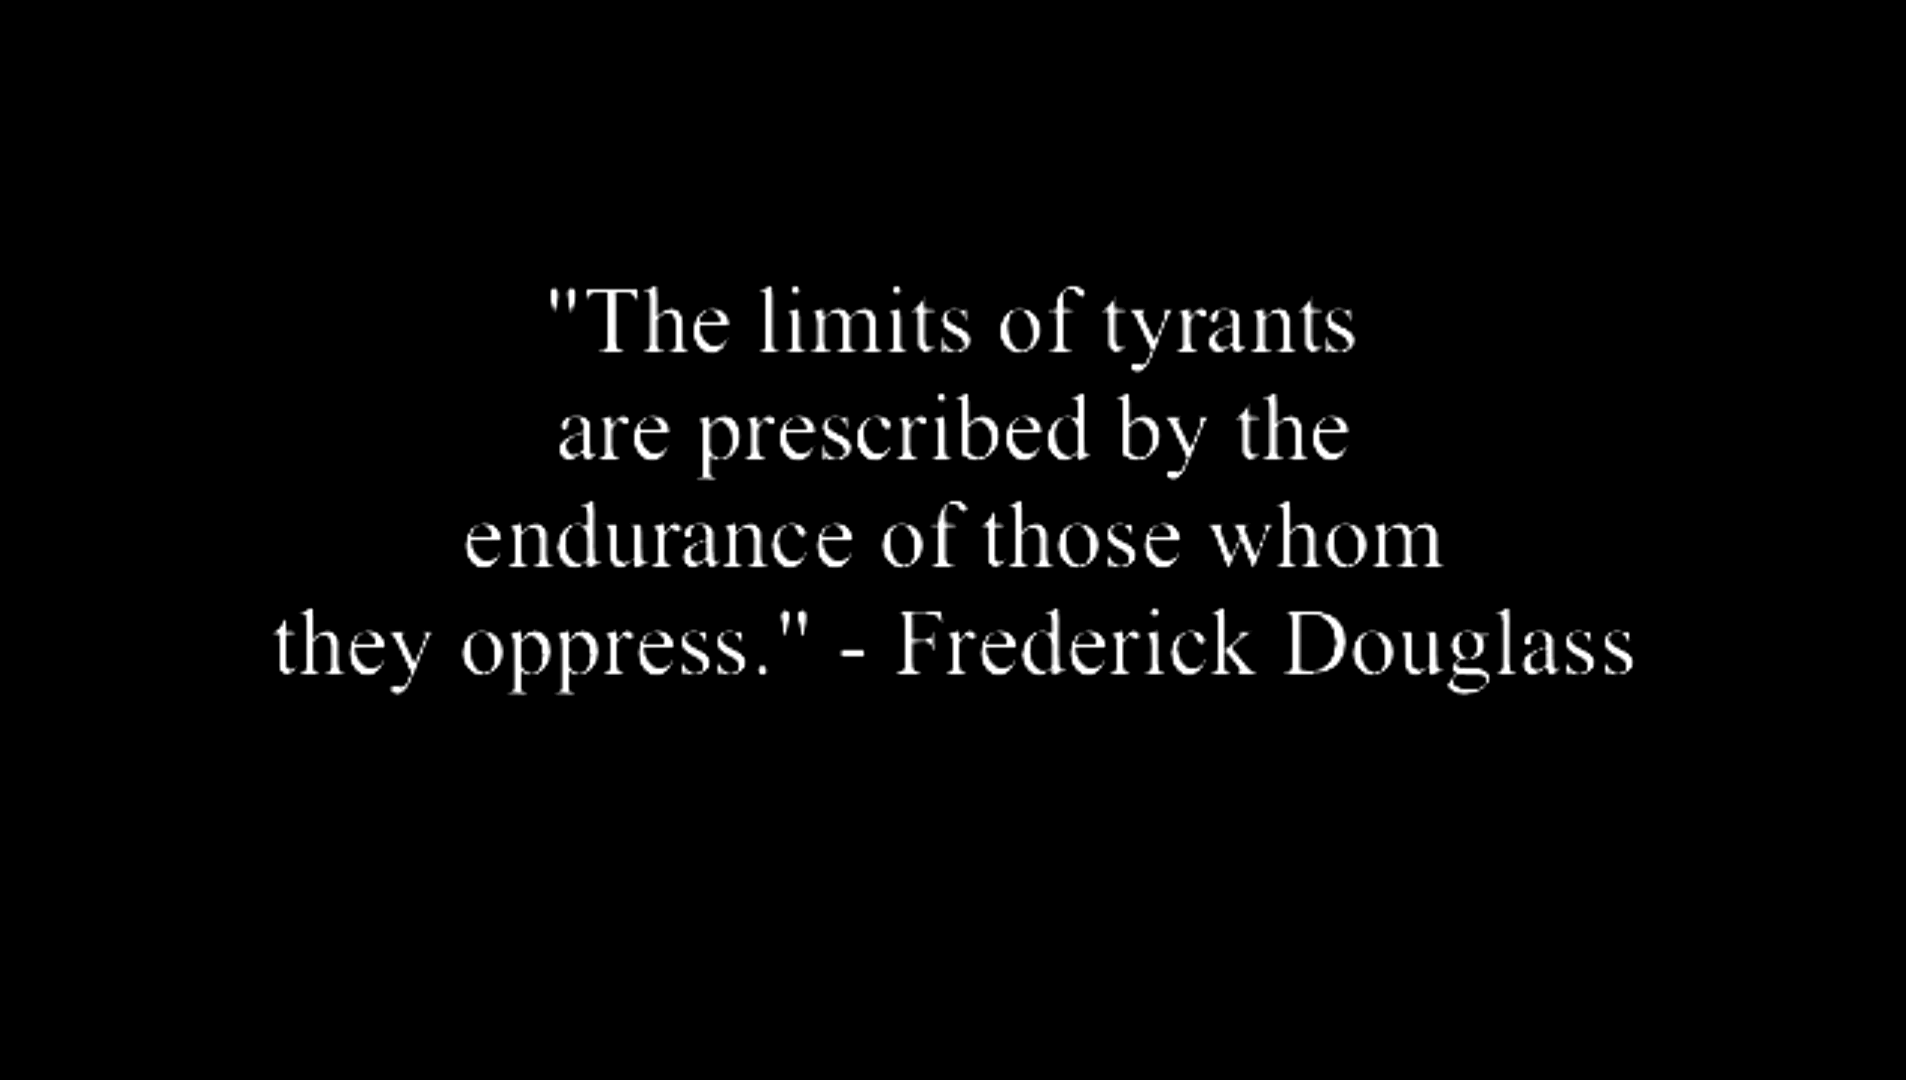 "The limits of tyrants
are prescribed by the
endurance of those whom
they oppress." - Frederick Douglass